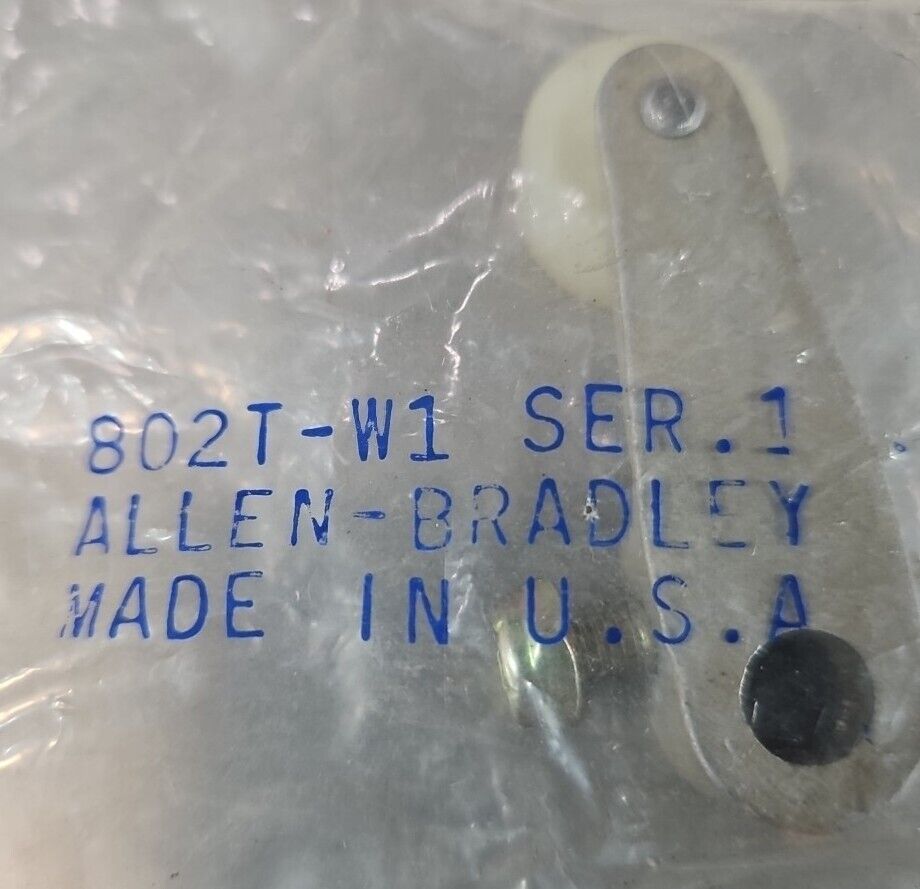 802T-W1 SER.1
ALLEN-BRADLEY
MADE IN U.S.A